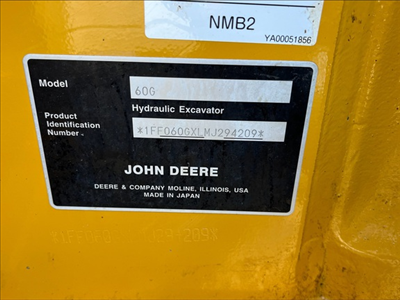 NMB2
YA00051856
Model
60G
Hydraulic Excavator
Product
Identification
Number
*1FF060GXLMJ294209*
JOHN DEERE
DEERE & COMPANY MOLINE, ILLINOIS, USA
MADE IN JAPAN